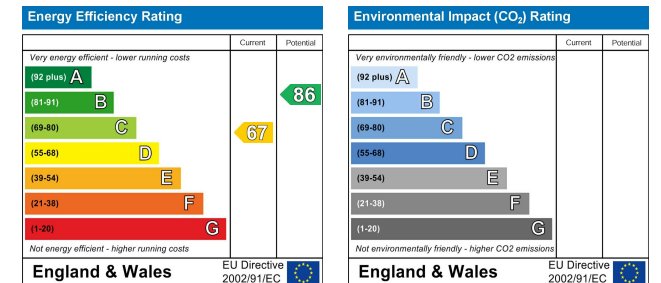 Energy Efficiency Rating
Current Potential
Very energy efficient - lower running costs
(92 plus) A
(81-91) B
(69-80) C
(55-68) D
(39-54) E
(21-38) F
(1-20) G
67
86
Not energy efficient - higher running costs
England & Wales
EU Directive
2002/91/EC
Environmental Impact (CO₂) Rating
Current Potential
Very environmentally friendly - lower CO2 emissions
(92 plus) A
(81-91) B
(69-80) C
(55-68) D
(39-54) E
(21-38) F
(1-20) G
Not environmentally friendly - higher CO2 emissions
England & Wales
EU Directive
2002/91/EC